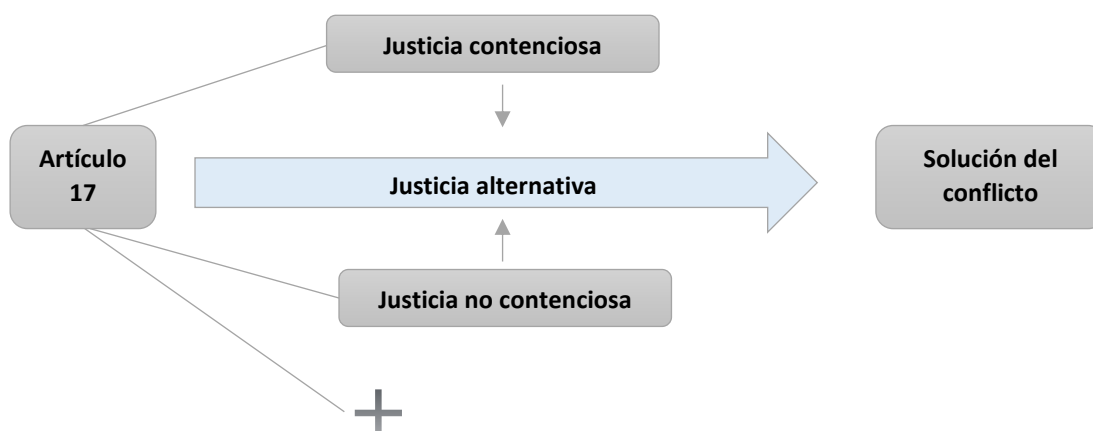 Justicia contenciosa
Artículo
17
Justicia alternativa
Solución del
conflicto
Justicia no contenciosa